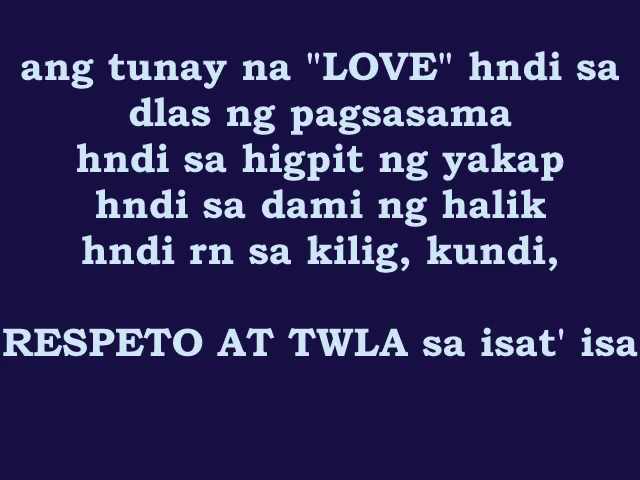 ang tunay na "LOVE" hndi sa
dlas ng pagsasama
hndi sa higpit ng yakap
hndi sa dami ng halik
hndi rn sa kilig, kundi,
RESPETO AT TWLA sa isat' isa